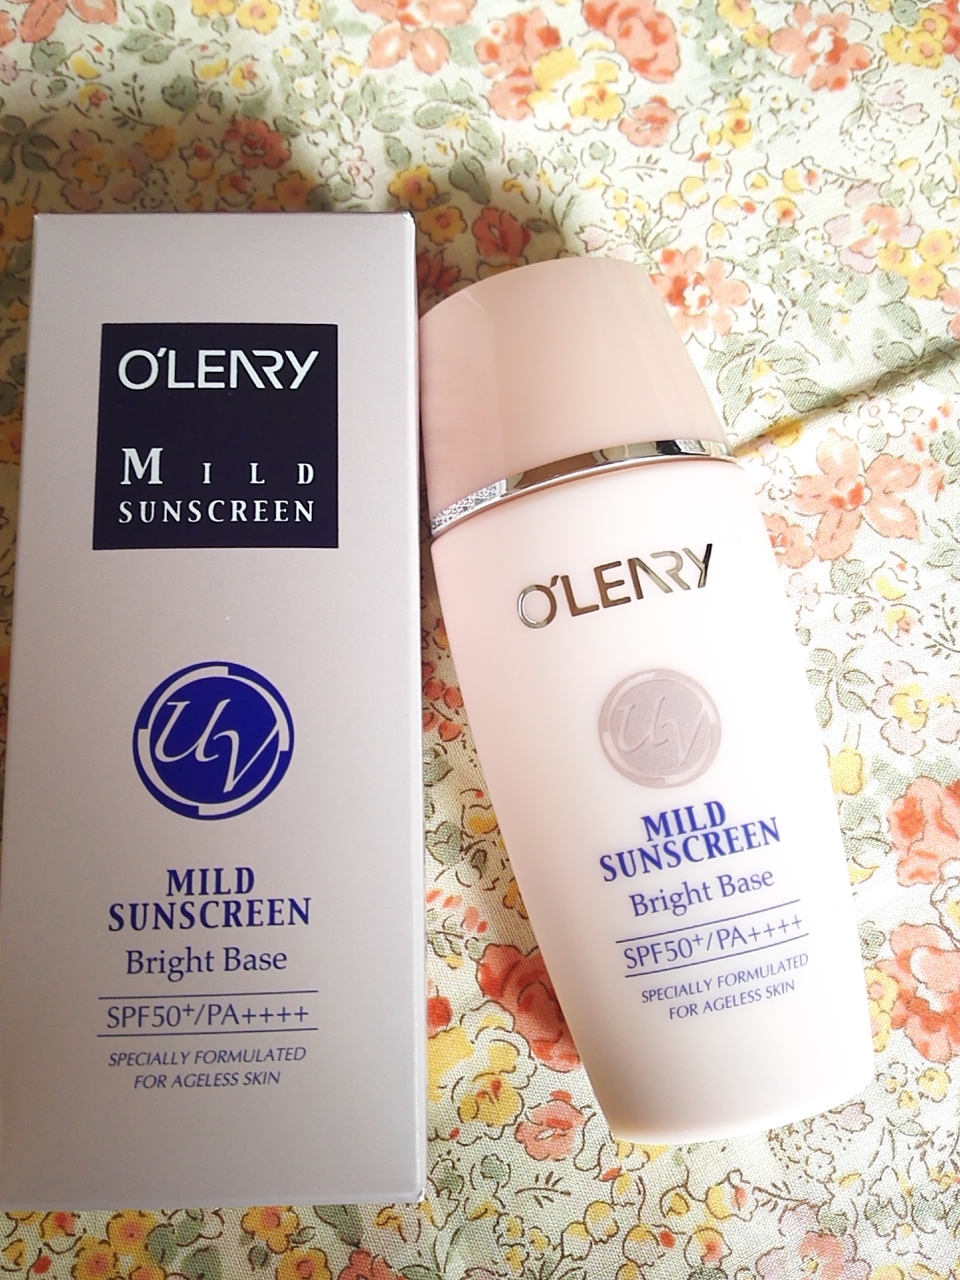 O'LEARY
MILD
SUNSCREEN
UV
MILD
SUNSCREEN
Bright Base
SPF50+/PA++++
SPECIALLY FORMULATED
FOR AGELESS SKIN
O'LEARY
UV
MILD
SUNSCREEN
Bright Base
SPF50+/PA++++
SPECIALLY FORMULATED
FOR AGELESS SKIN